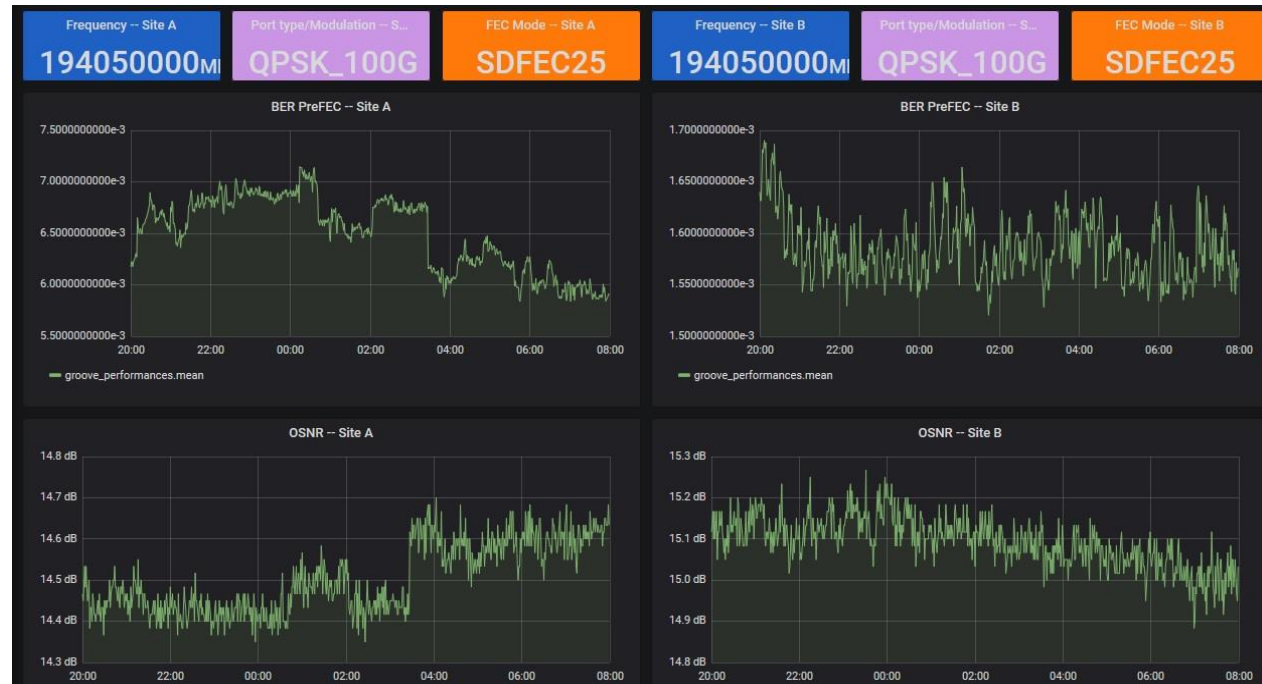 Frequency -- Site A
194050000MI
Port type/Modulation -- S...
QPSK_100G
FEC Mode -- Site A
SDFEC25
Frequency -- Site B
194050000MI
Port type/Modulation -- S...
QPSK_100G
FEC Mode -- Site B
SDFEC25
BER PreFEC -- Site A
7.5000000000e-3
7.0000000000e-3
6.5000000000e-3
6.0000000000e-3
5.5000000000e-3
20:00 22:00 00:00 02:00 04:00 06:00 08:00
groove_performances.mean
BER PreFEC -- Site B
1.7000000000e-3
1.6500000000e-3
1.6000000000e-3
1.5500000000e-3
1.5000000000e-3
20:00 22:00 00:00 02:00 04:00 06:00 08:00
groove_performances.mean
OSNR -- Site A
14.8 dB
14.7 dB
14.6 dB
14.5 dB
14.4 dB
14.3 dB
20:00 22:00 00:00 02:00 04:00 06:00 08:00
OSNR -- Site B
15.3 dB
15.2 dB
15.1 dB
15.0 dB
14.9 dB
14.8 dB
20:00 22:00 00:00 02:00 04:00 06:00 08:00